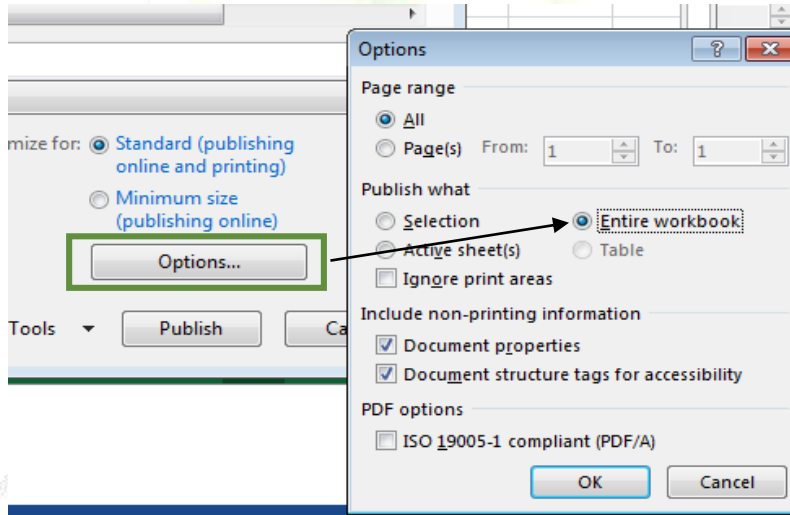 Options
Page range
All
Page(s) From: 1 To: 1
mize for: Standard (publishing
online and printing)
Minimum size
(publishing online)
Options...
Tools Publish Ca
Publish what
Selection Entire workbook
Active sheet(s) Table
Ignore print areas
Include non-printing information
Document properties
Document structure tags for accessibility
PDF options
ISO 19005-1 compliant (PDF/A)
OK Cancel